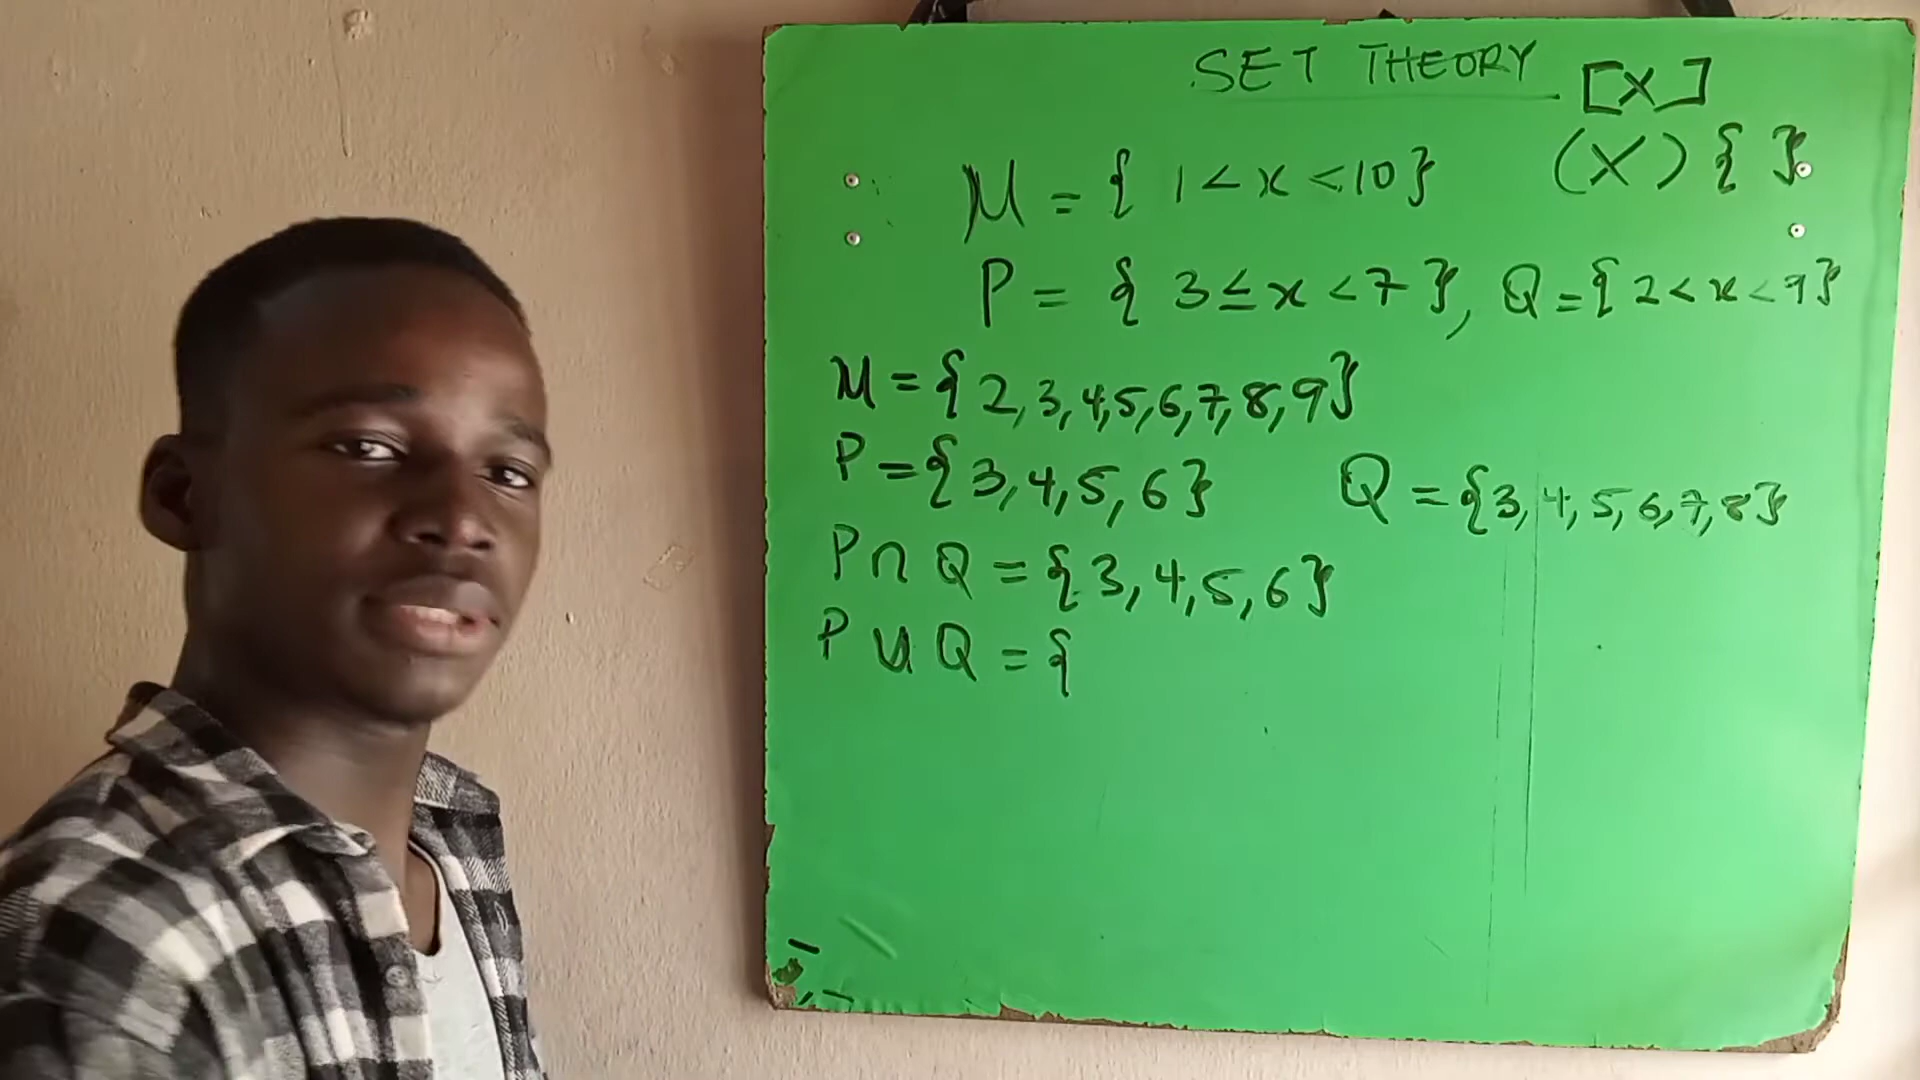 SET THEORY [X]
(X) { }
M = { 1 < x < 10 }
P = { 3 ≤ x < 7 }, Q = { 2 < x < 9 }
M = { 2, 3, 4, 5, 6, 7, 8, 9 }
P = { 3, 4, 5, 6 } Q = { 3, 4, 5, 6, 7, 8 }
P ∩ Q = { 3, 4, 5, 6 }
P U Q = {